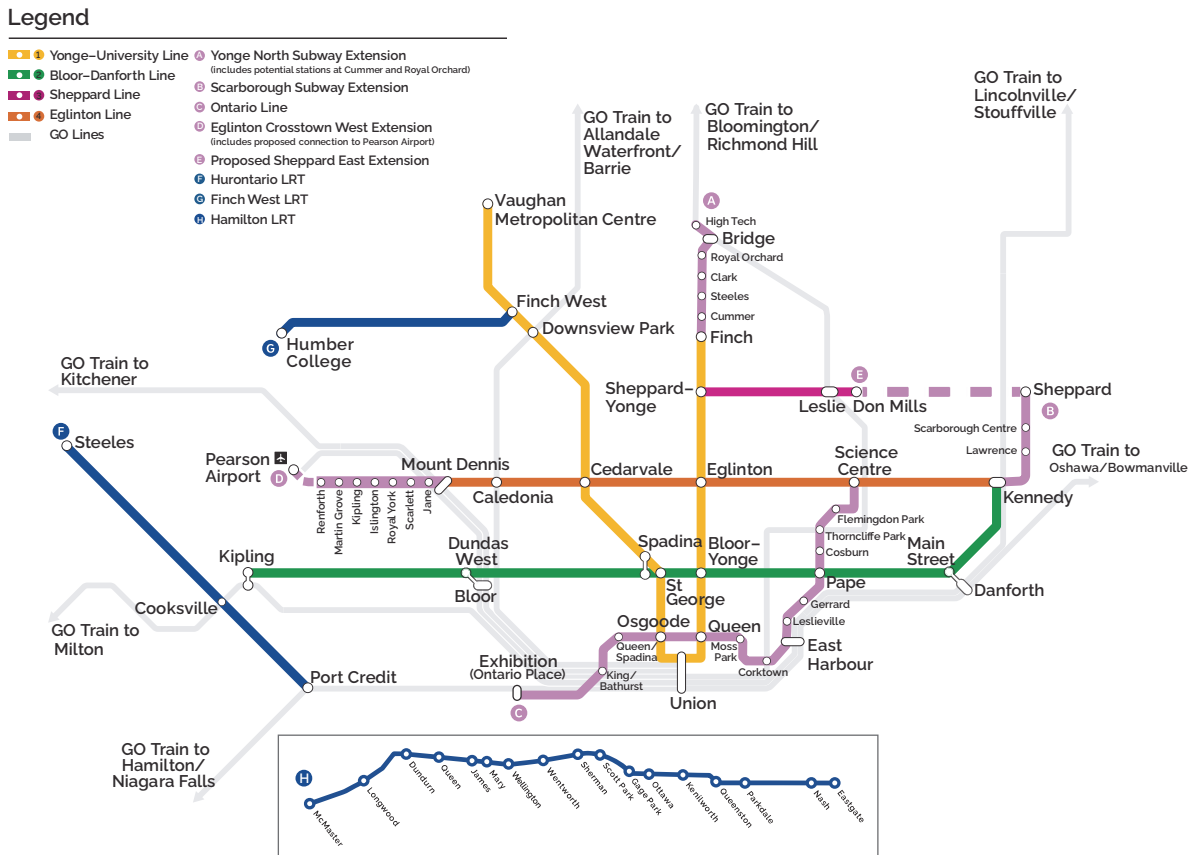 Legend
1 Yonge–University Line
2 Bloor–Danforth Line
3 Sheppard Line
4 Eglinton Line
GO Lines
A Yonge North Subway Extension
(includes potential stations at Cummer and Royal Orchard)
B Scarborough Subway Extension
C Ontario Line
D Eglinton Crosstown West Extension
(includes proposed connection to Pearson Airport)
E Proposed Sheppard East Extension
F Hurontario LRT
G Finch West LRT
H Hamilton LRT
GO Train to
Allandale
Waterfront/
Barrie
GO Train to
Bloomington/
Richmond Hill
GO Train to
Lincolnville/
Stouffville
Vaughan
Metropolitan Centre
A
High Tech
Bridge
Royal Orchard
Clark
Steeles
Cummer
Finch
Finch West
Downsview Park
G
Humber
College
GO Train to
Kitchener
Sheppard–
Yonge
E
Leslie
Don Mills
Sheppard
B
Scarborough Centre
Lawrence
GO Train to
Oshawa/Bowmanville
F
Steeles
Pearson
Airport
D
Renforth
Martin Grove
Kipling
Islington
Royal York
Scarlett
Jane
Mount Dennis
Caledonia
Cedarvale
Eglinton
Science
Centre
Kennedy
Flemingdon Park
Thorncliffe Park
Cosburn
Kipling
Dundas
West
Bloor
Spadina
St
George
Bloor–
Yonge
Pape
Main
Street
Danforth
Cooksville
GO Train to
Milton
Gerrard
Leslieville
East
Harbour
Osgoode
Queen
Queen/
Spadina
Moss
Park
Corktown
Exhibition
(Ontario Place)
King/
Bathurst
C
Union
Port Credit
GO Train to
Hamilton/
Niagara Falls
H
McMaster
Longwood
Dundurn
Queen
James
Mary
Wellington
Wentworth
Sherman
Scott Park
Gage Park
Ottawa
Kenilworth
Queenston
Parkdale
Nash
Eastgate